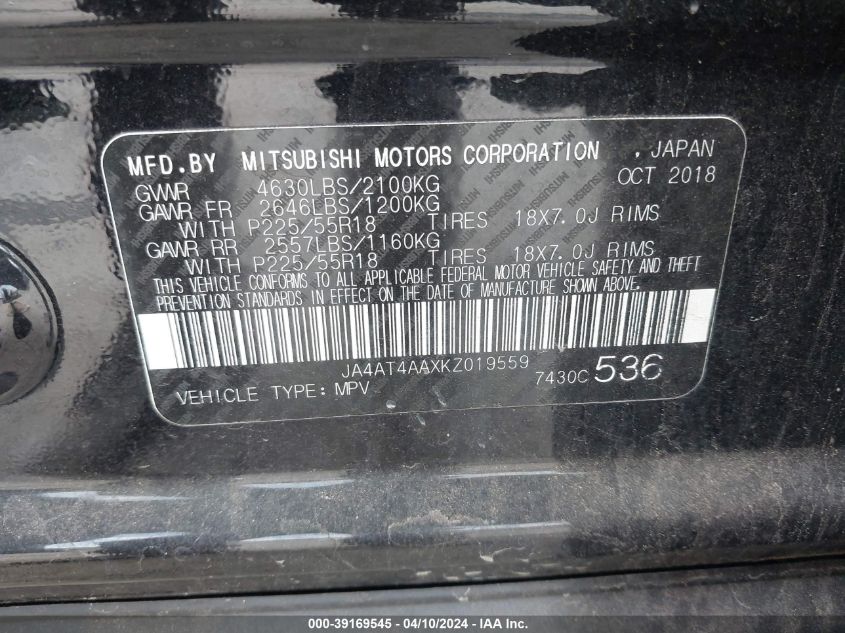 MFD.BY MITSUBISHI MOTORS CORPORATION , JAPAN
GVWR 4630LBS/2100KG OCT 2018
GAWR FR 2646LBS/1200KG
WITH P225/55R18 TIRES 18X7.0J RIMS
GAWR RR 2557LBS/1160KG
WITH P225/55R18 TIRES 18X7.0J RIMS
THIS VEHICLE CONFORMS TO ALL APPLICABLE FEDERAL MOTOR VEHICLE SAFETY AND THEFT
PREVENTION STANDARDS IN EFFECT ON THE DATE OF MANUFACTURE SHOWN ABOVE.
JA4AT4AAXKZ019559
VEHICLE TYPE: MPV 7430C 536
000-39169545 - 04/10/2024 - IAA Inc.